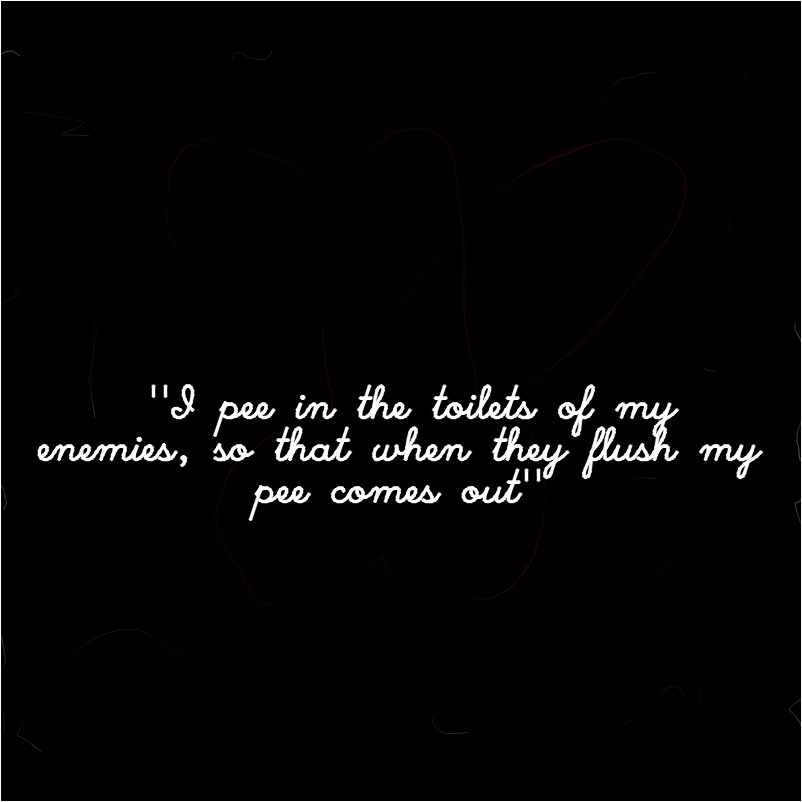 "I pee in the toilets of my
enemies, so that when they flush my
pee comes out"